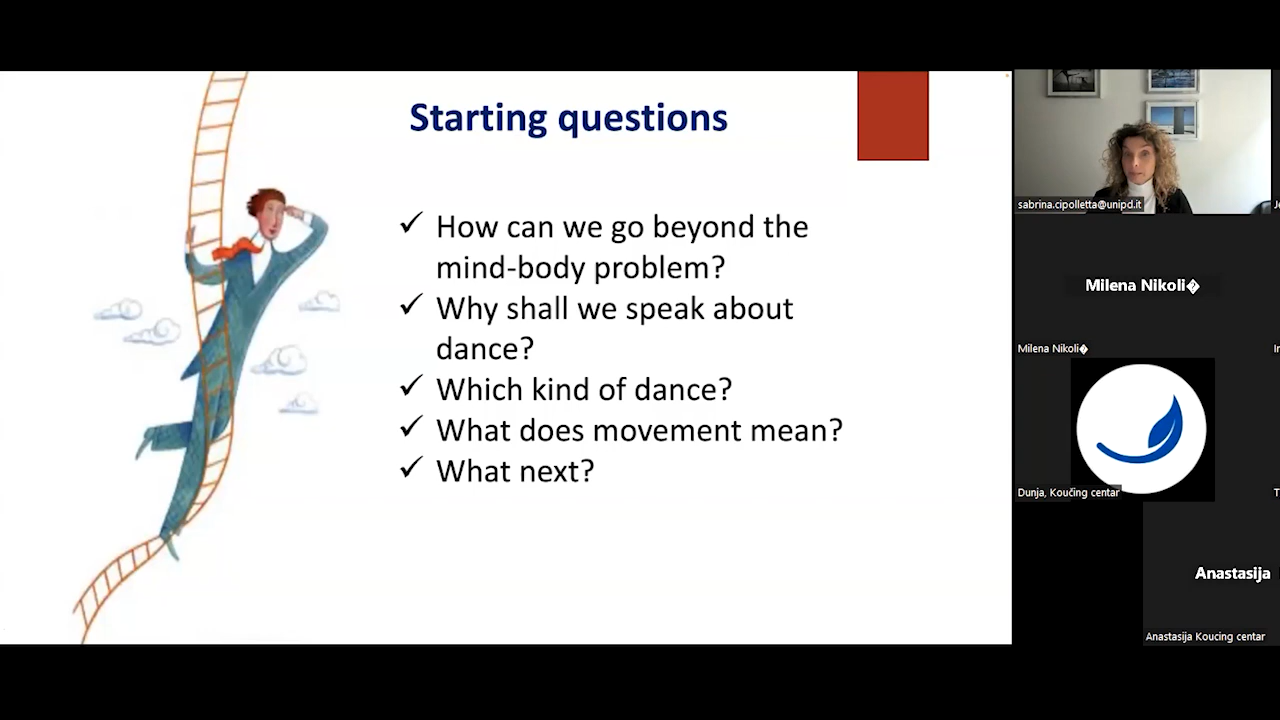 Starting questions
✓ How can we go beyond the
mind-body problem?
✓ Why shall we speak about
dance?
✓ Which kind of dance?
✓ What does movement mean?
✓ What next?
sabrina.cipolletta@unipd.it
Milena Nikoli�
Milena Nikoli�
Dunja, Koučing centar
Anastasija
Anastasija Koucing centar